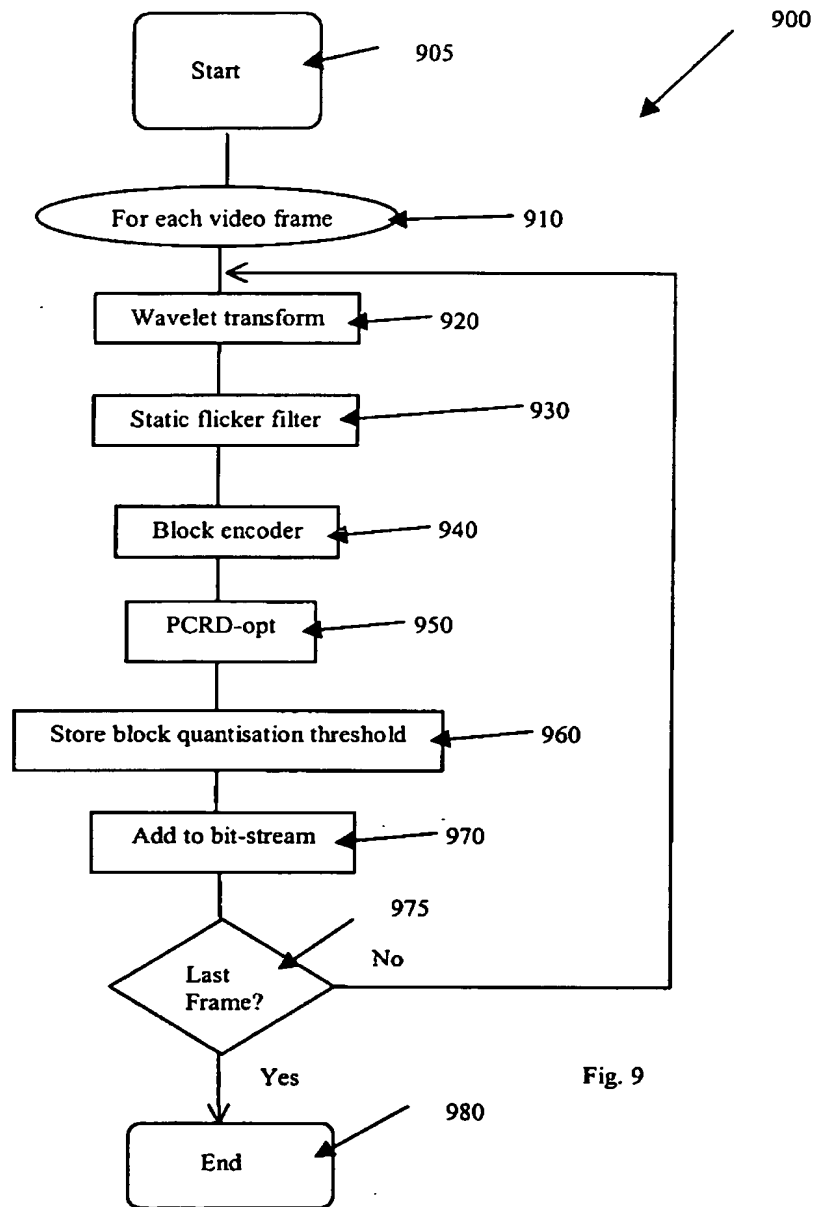 900
Start
905
For each video frame
910
Wavelet transform
920
Static flicker filter
930
Block encoder
940
PCRD-opt
950
Store block quantisation threshold
960
Add to bit-stream
970
975
Last
Frame?
No
Yes
Fig. 9
980
End